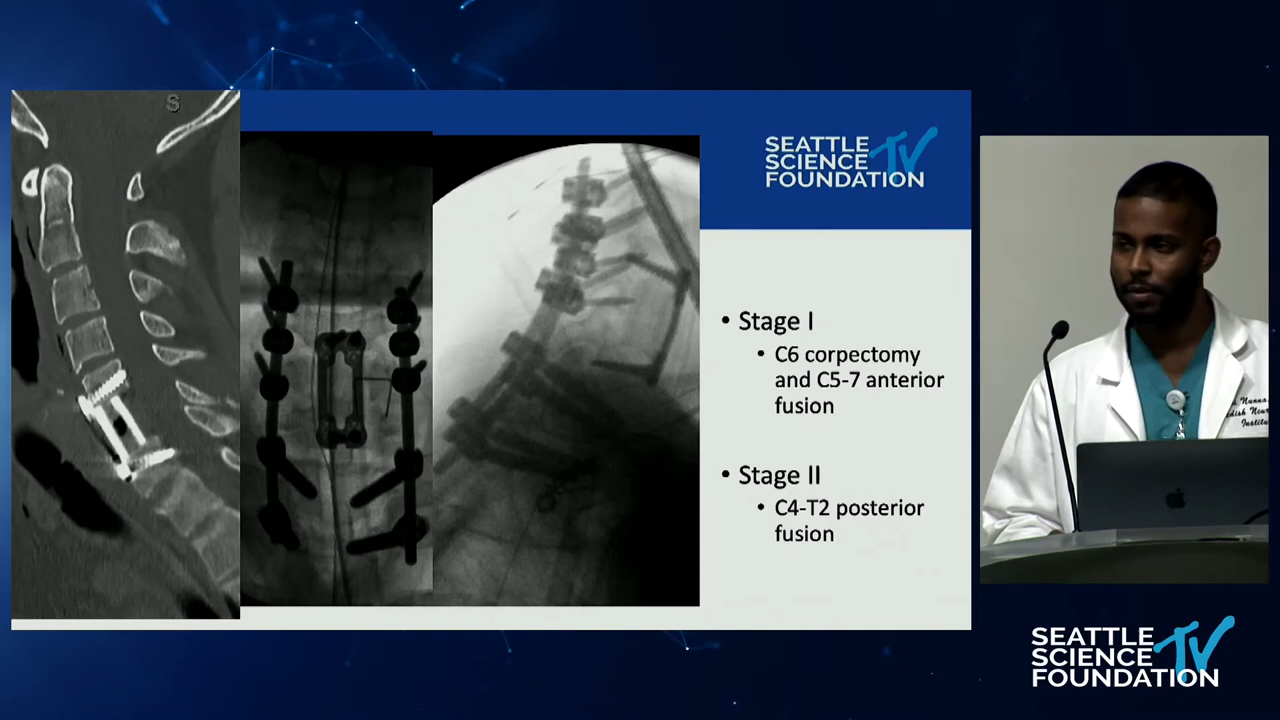 S
SEATTLE
SCIENCE TV
FOUNDATION
• Stage I
• C6 corpectomy
and C5-7 anterior
fusion
• Stage II
• C4-T2 posterior
fusion
SEATTLE
SCIENCE TV
FOUNDATION